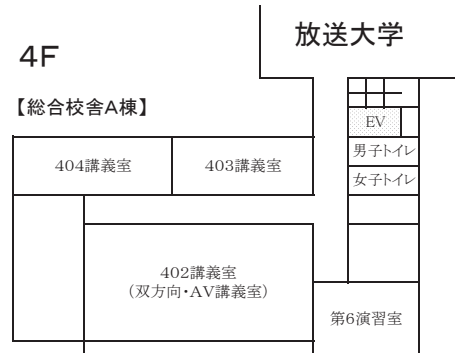 放送大学
4F
【総合校舎A棟】
EV
男子トイレ
404講義室
403講義室
女子トイレ
402講義室
（双方向・AV講義室）
第6演習室